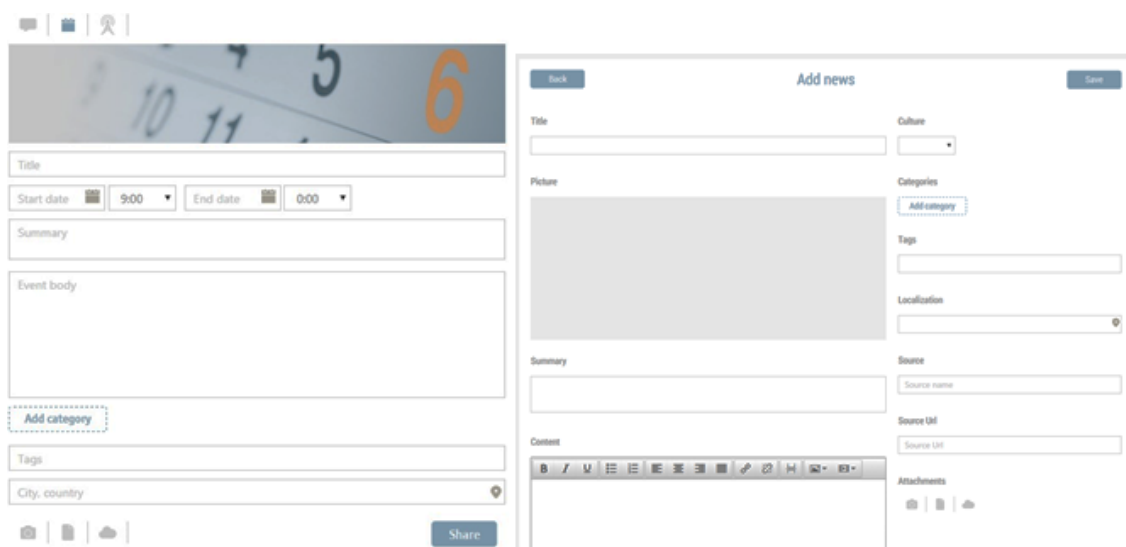 4 5 6
10 11
Title
Start date 9:00 End date 0:00
Summary
Event body
Add category
Tags
City, country
Share
Back Add news Save
Title
Picture
Summary
Content
B I U
Culture
Categories
Add category
Tags
Localization
Source
Source name
Source Url
Source Url
Attachments